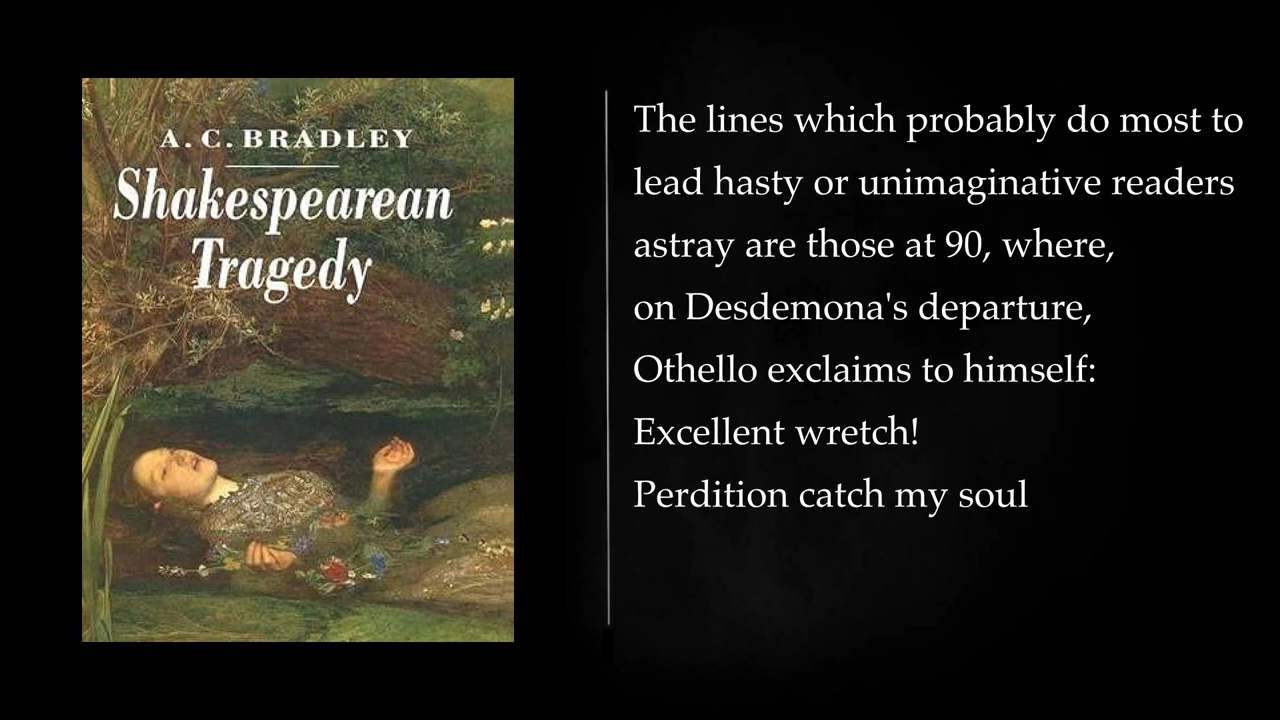 A. C. BRADLEY
Shakespearean
Tragedy
The lines which probably do most to
lead hasty or unimaginative readers
astray are those at 90, where,
on Desdemona's departure,
Othello exclaims to himself:
Excellent wretch!
Perdition catch my soul